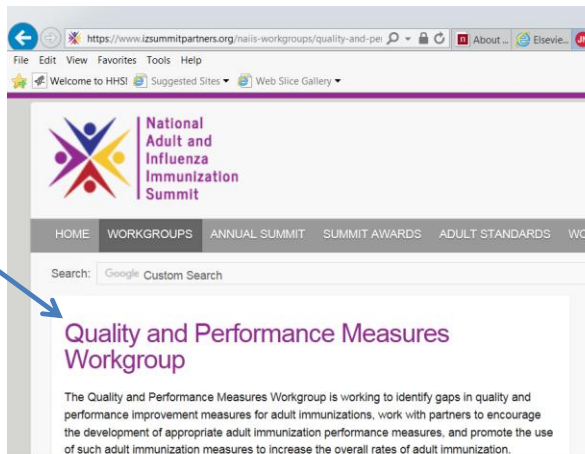 https://www.izsummitpartners.org/naiis-workgroups/quality-and-per
About ...
Elsevie...
File Edit View Favorites Tools Help
Welcome to HHS! Suggested Sites Web Slice Gallery
National
Adult and
Influenza
Immunization
Summit
HOME WORKGROUPS ANNUAL SUMMIT SUMMIT AWARDS ADULT STANDARDS WO
Search: Google Custom Search
Quality and Performance Measures
Workgroup
The Quality and Performance Measures Workgroup is working to identify gaps in quality and
performance improvement measures for adult immunizations, work with partners to encourage
the development of appropriate adult immunization performance measures, and promote the use
of such adult immunization measures to increase the overall rates of adult immunization.